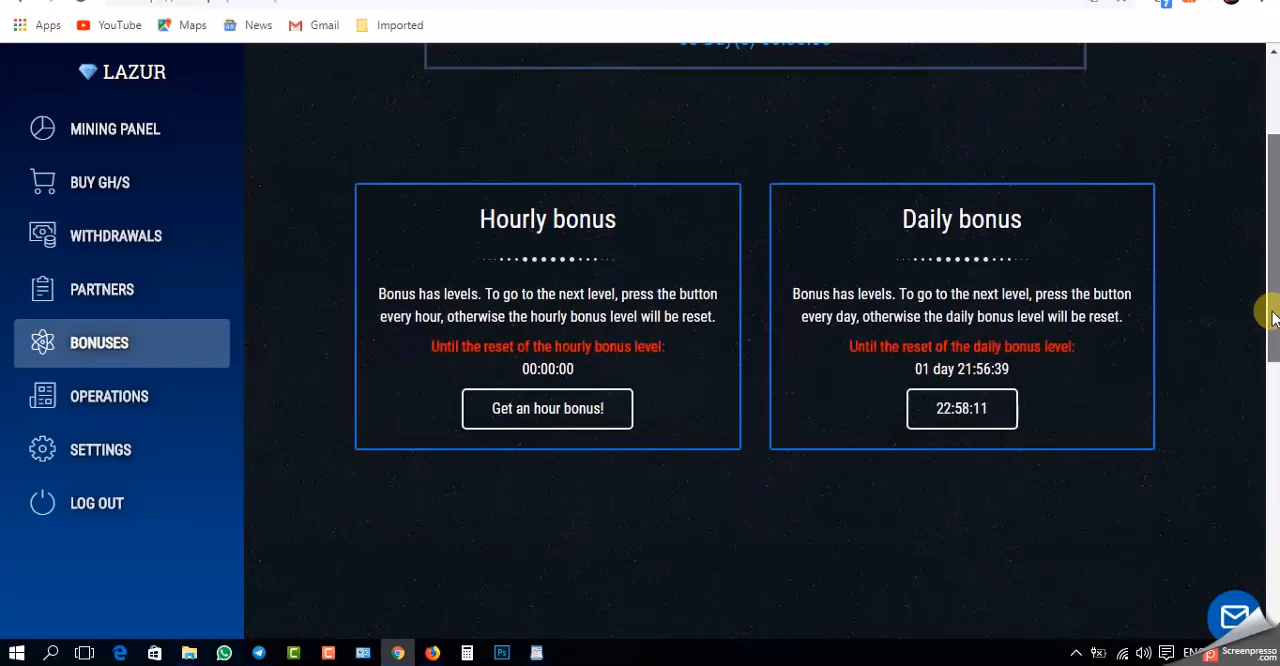 Apps YouTube Maps News Gmail Imported
LAZUR
MINING PANEL
BUY GH/S
WITHDRAWALS
PARTNERS
BONUSES
OPERATIONS
SETTINGS
LOG OUT
Hourly bonus
Bonus has levels. To go to the next level, press the button
every hour, otherwise the hourly bonus level will be reset.
Until the reset of the hourly bonus level:
00:00:00
Get an hour bonus!
Daily bonus
Bonus has levels. To go to the next level, press the button
every day, otherwise the daily bonus level will be reset.
Until the reset of the daily bonus level:
01 day 21:56:39
22:58:11
Screenpresso
.com